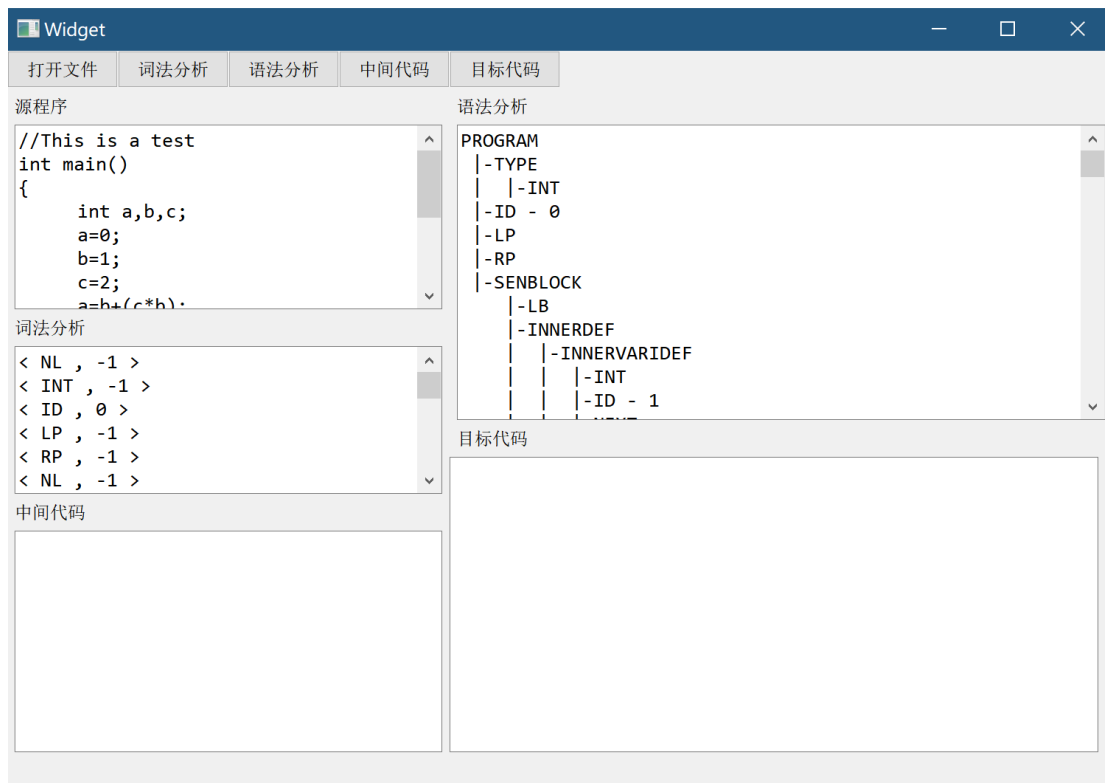 Widget
打开文件 词法分析 语法分析 中间代码 目标代码
源程序
//This is a test
int main()
{
int a,b,c;
a=0;
b=1;
c=2;
a=b+(c*b);
词法分析
< NL , -1 >
< INT , -1 >
< ID , 0 >
< LP , -1 >
< RP , -1 >
< NL , -1 >
中间代码
语法分析
PROGRAM
|-TYPE
| |-INT
|-ID - 0
|-LP
|-RP
|-SENBLOCK
|-LB
|-INNERDEF
| |-INNERVARIDEF
| | |-INT
| | |-ID - 1
目标代码